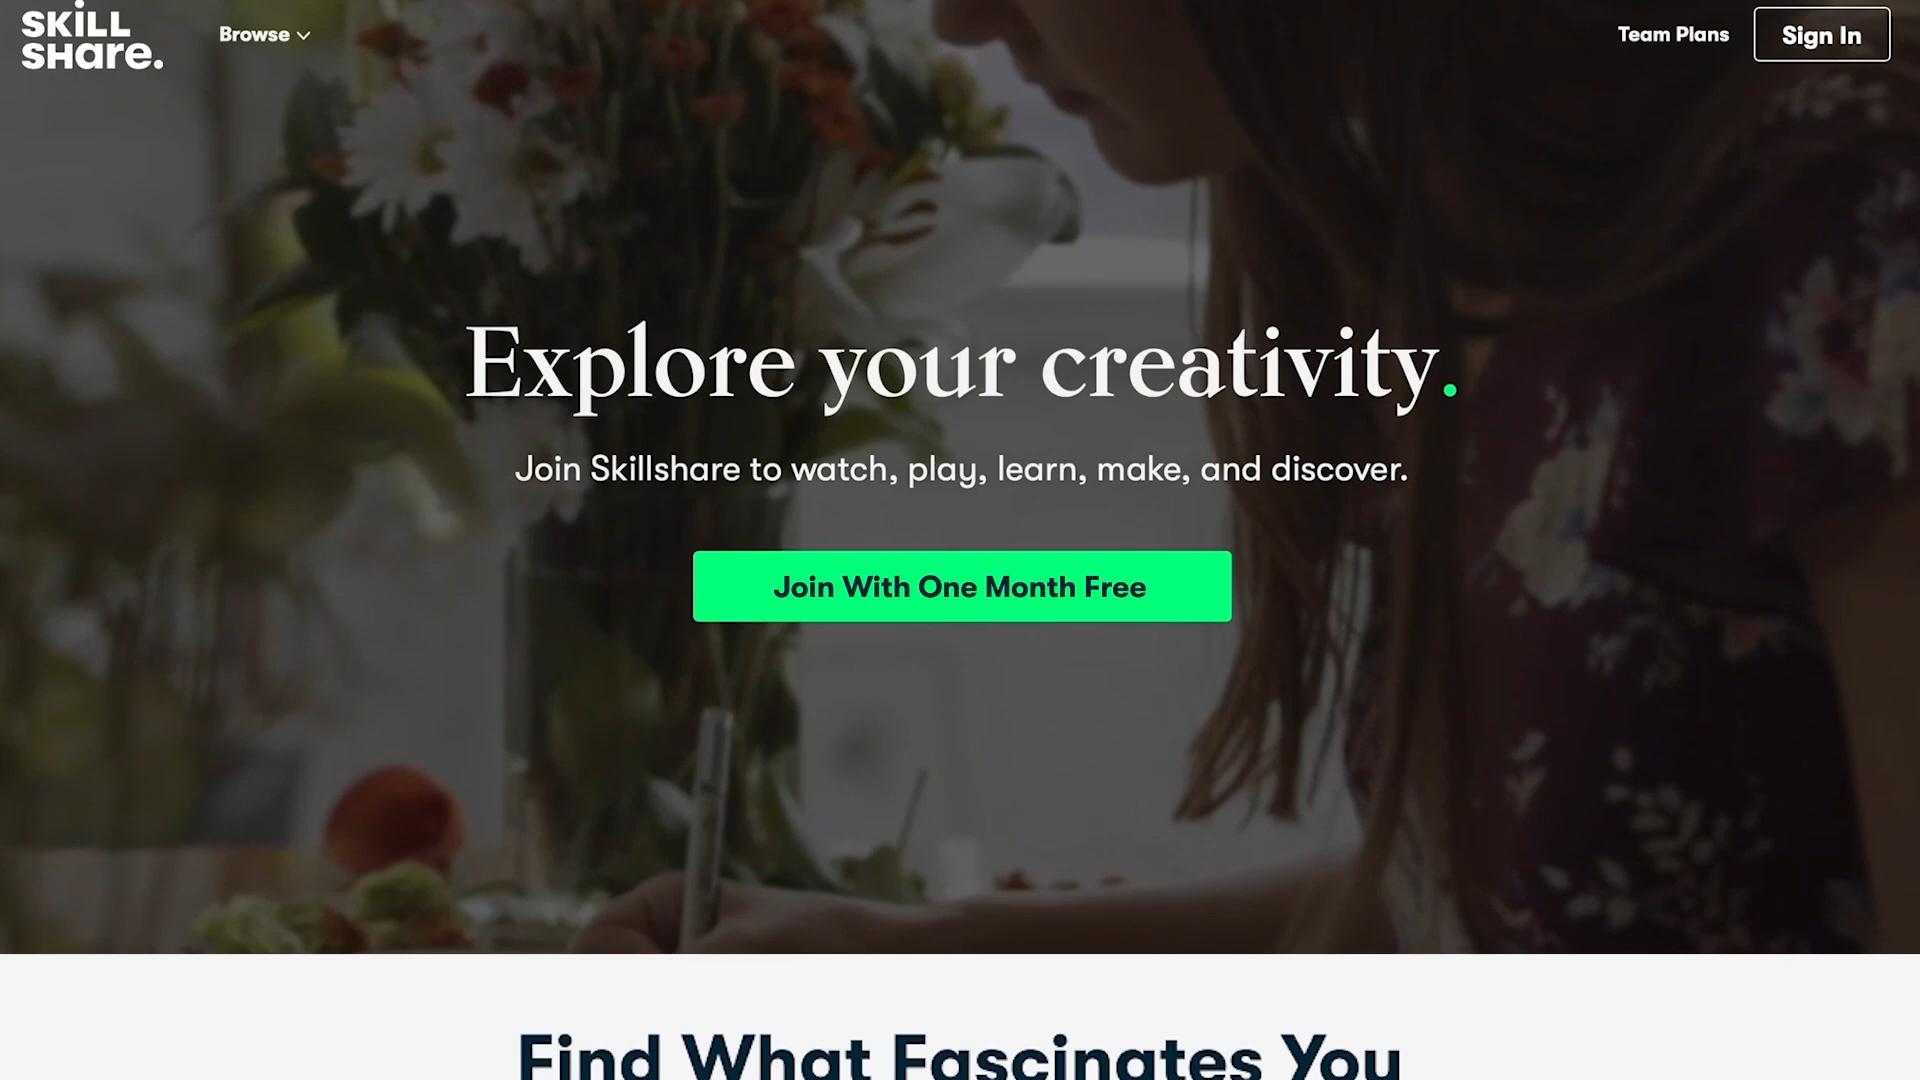 SKiLL
SHare.
Browse
Team Plans
Sign In
Explore your creativity.
Join Skillshare to watch, play, learn, make, and discover.
Join With One Month Free
Find What Fascinates You